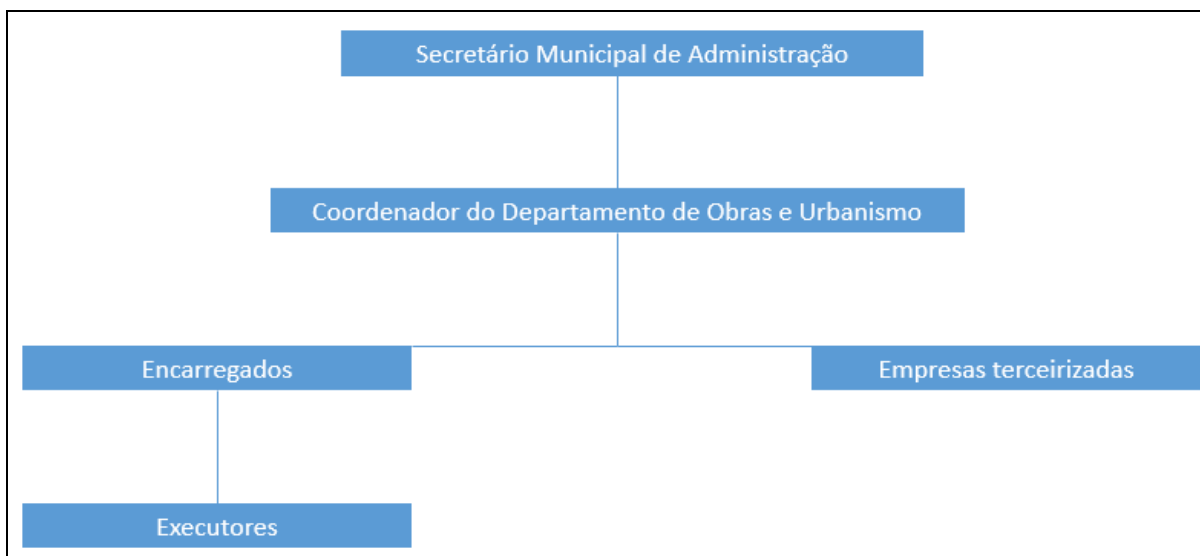 Secretário Municipal de Administração
Coordenador do Departamento de Obras e Urbanismo
Encarregados
Empresas terceirizadas
Executores